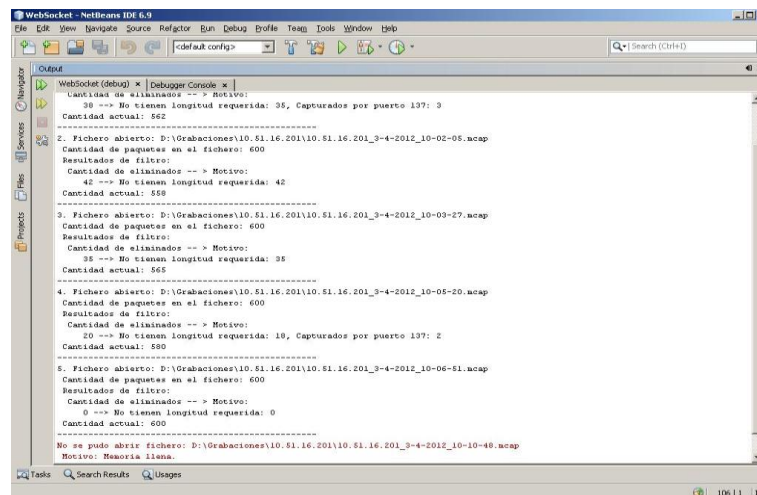 WebSocket - NetBeans IDE 6.9
File Edit View Navigate Source Refactor Run Debug Profile Team Tools Window Help
<default config>
Search (Ctrl+I)
Output
WebSocket (debug) x Debugger Console x
Cantidad de eliminados -- > Motivo:
38 --> No tienen longitud requerida: 35, Capturados por puerto 137: 3
Cantidad actual: 562
------------------------------------------------
2. Fichero abierto: D:\Grabaciones\10.51.16.201\10.51.16.201_3-4-2012_10-02-05.mcap
Cantidad de paquetes en el fichero: 600
Resultados de filtro:
Cantidad de eliminados -- > Motivo:
42 --> No tienen longitud requerida: 42
Cantidad actual: 558
------------------------------------------------
3. Fichero abierto: D:\Grabaciones\10.51.16.201\10.51.16.201_3-4-2012_10-03-27.mcap
Cantidad de paquetes en el fichero: 600
Resultados de filtro:
Cantidad de eliminados -- > Motivo:
35 --> No tienen longitud requerida: 35
Cantidad actual: 565
------------------------------------------------
4. Fichero abierto: D:\Grabaciones\10.51.16.201\10.51.16.201_3-4-2012_10-05-20.mcap
Cantidad de paquetes en el fichero: 600
Resultados de filtro:
Cantidad de eliminados -- > Motivo:
20 --> No tienen longitud requerida: 18, Capturados por puerto 137: 2
Cantidad actual: 580
------------------------------------------------
5. Fichero abierto: D:\Grabaciones\10.51.16.201\10.51.16.201_3-4-2012_10-06-51.mcap
Cantidad de paquetes en el fichero: 600
Resultados de filtro:
Cantidad de eliminados -- > Motivo:
0 --> No tienen longitud requerida: 0
Cantidad actual: 600
------------------------------------------------
No se pudo abrir fichero: D:\Grabaciones\10.51.16.201\10.51.16.201_3-4-2012_10-10-48.mcap
Motivo: Memoria llena.
Navigator
Services
Files
Projects
Tasks Search Results Usages
106 | 1